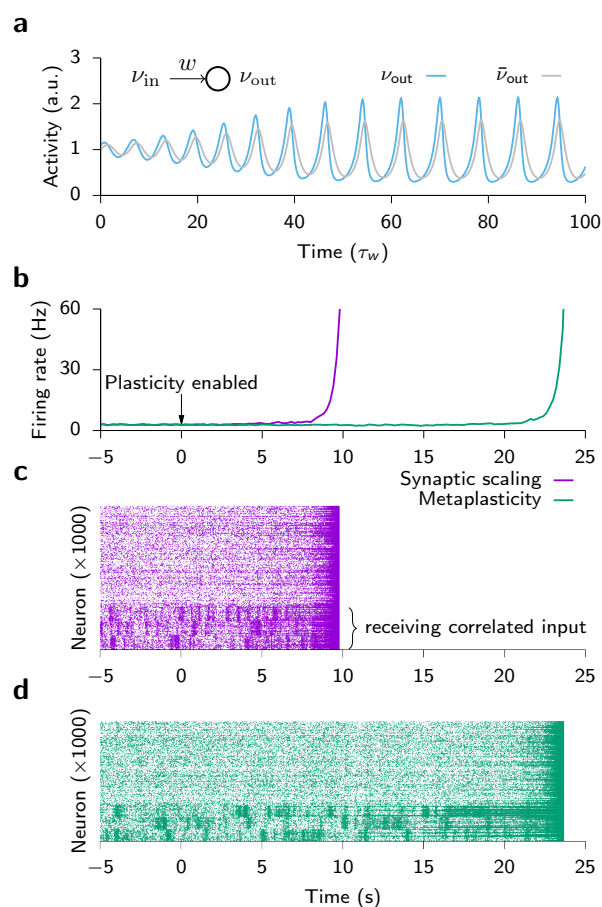 a
Activity (a.u.)
3
2
1
0
ν_in w ν_out
ν_out
ν̄_out
0 20 40 60 80 100
Time (τ_w)
b
Firing rate (Hz)
60
30
0
Plasticity enabled
−5 0 5 10 15 20 25
Synaptic scaling
Metaplasticity
c
Neuron (×1000)
receiving correlated input
−5 0 5 10 15 20 25
d
Neuron (×1000)
−5 0 5 10 15 20 25
Time (s)